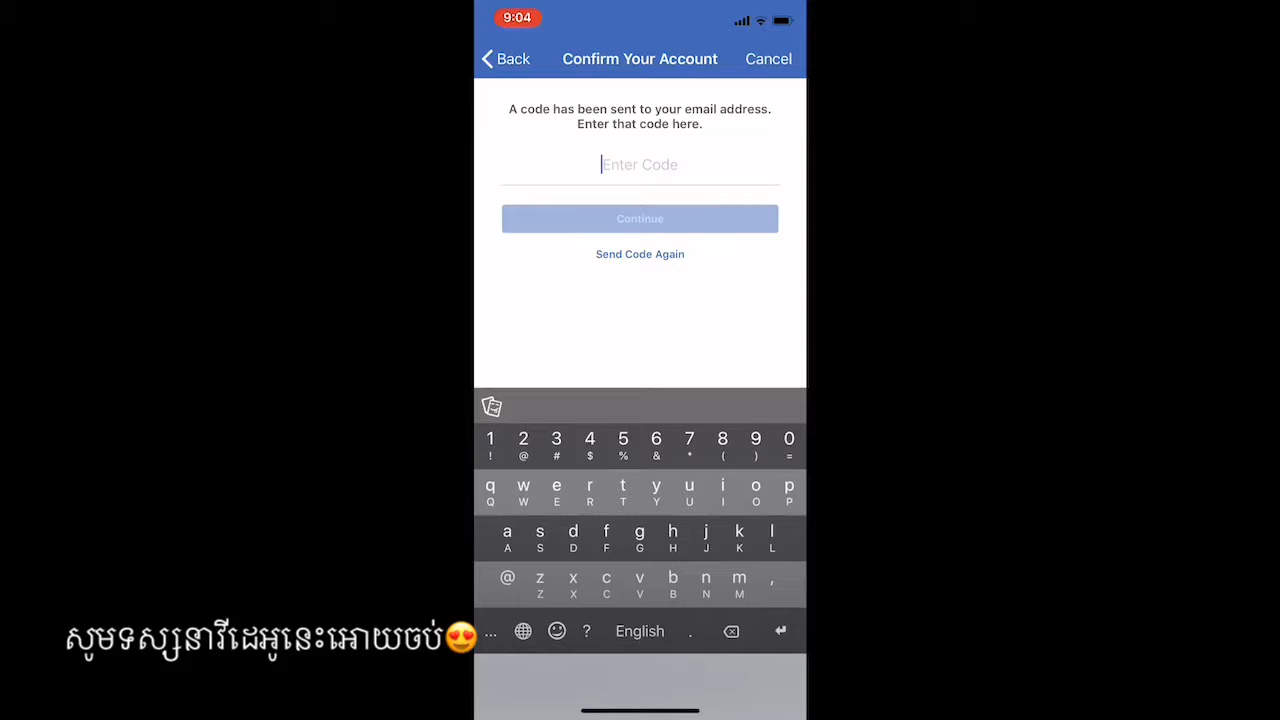 9:04
Back Confirm Your Account Cancel
A code has been sent to your email address.
Enter that code here.
Enter Code
Continue
Send Code Again
1 2 3 4 5 6 7 8 9 0
! @ # $ % & * ( ) =
q w e r t y u i o p
Q W E R T Y U I O P
a s d f g h j k l
A S D F G H J K L
@ z x c v b n m ,
Z X C V B N M
... ? English .
សូមទស្សនាវីដេអូនេះអោយចប់😍